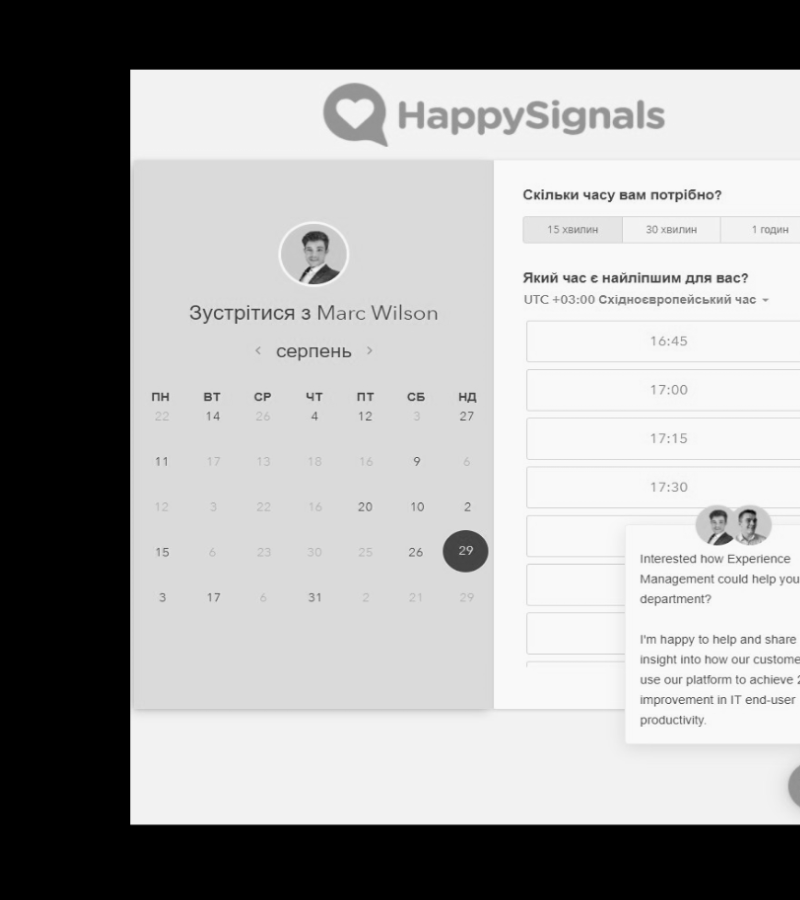 HappySignals
Зустрітися з Marc Wilson
серпень
ПН ВТ СР ЧТ ПТ СБ НД
22 14 26 4 12 3 27
11 17 13 18 16 9 6
12 3 22 16 20 10 2
15 6 23 30 25 26 29
3 17 6 31 2 21 29
Скільки часу вам потрібно?
15 хвилин 30 хвилин 1 годин
Який час є найліпшим для вас?
UTC +03:00 Східноєвропейський час
16:45
17:00
17:15
17:30
Interested how Experience
Management could help you
department?
I'm happy to help and share
insight into how our custome
use our platform to achieve 2
improvement in IT end-user
productivity.